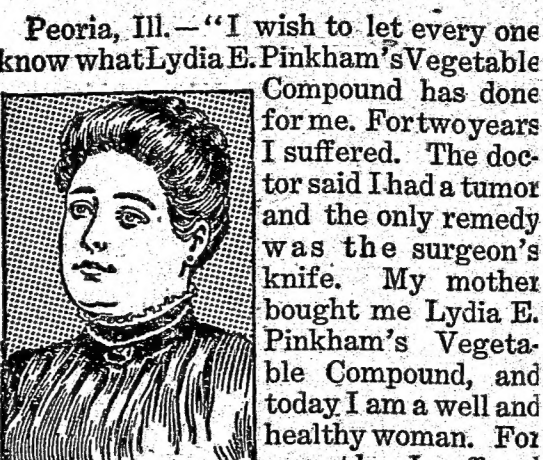 Peoria, Ill.—"I wish to let every one
know what Lydia E. Pinkham's Vegetable
Compound has done
for me. For two years
I suffered. The doc-
tor said I had a tumor
and the only remedy
was the surgeon's
knife. My mother
bought me Lydia E.
Pinkham's Vegeta-
ble Compound, and
today I am a well and
healthy woman. For